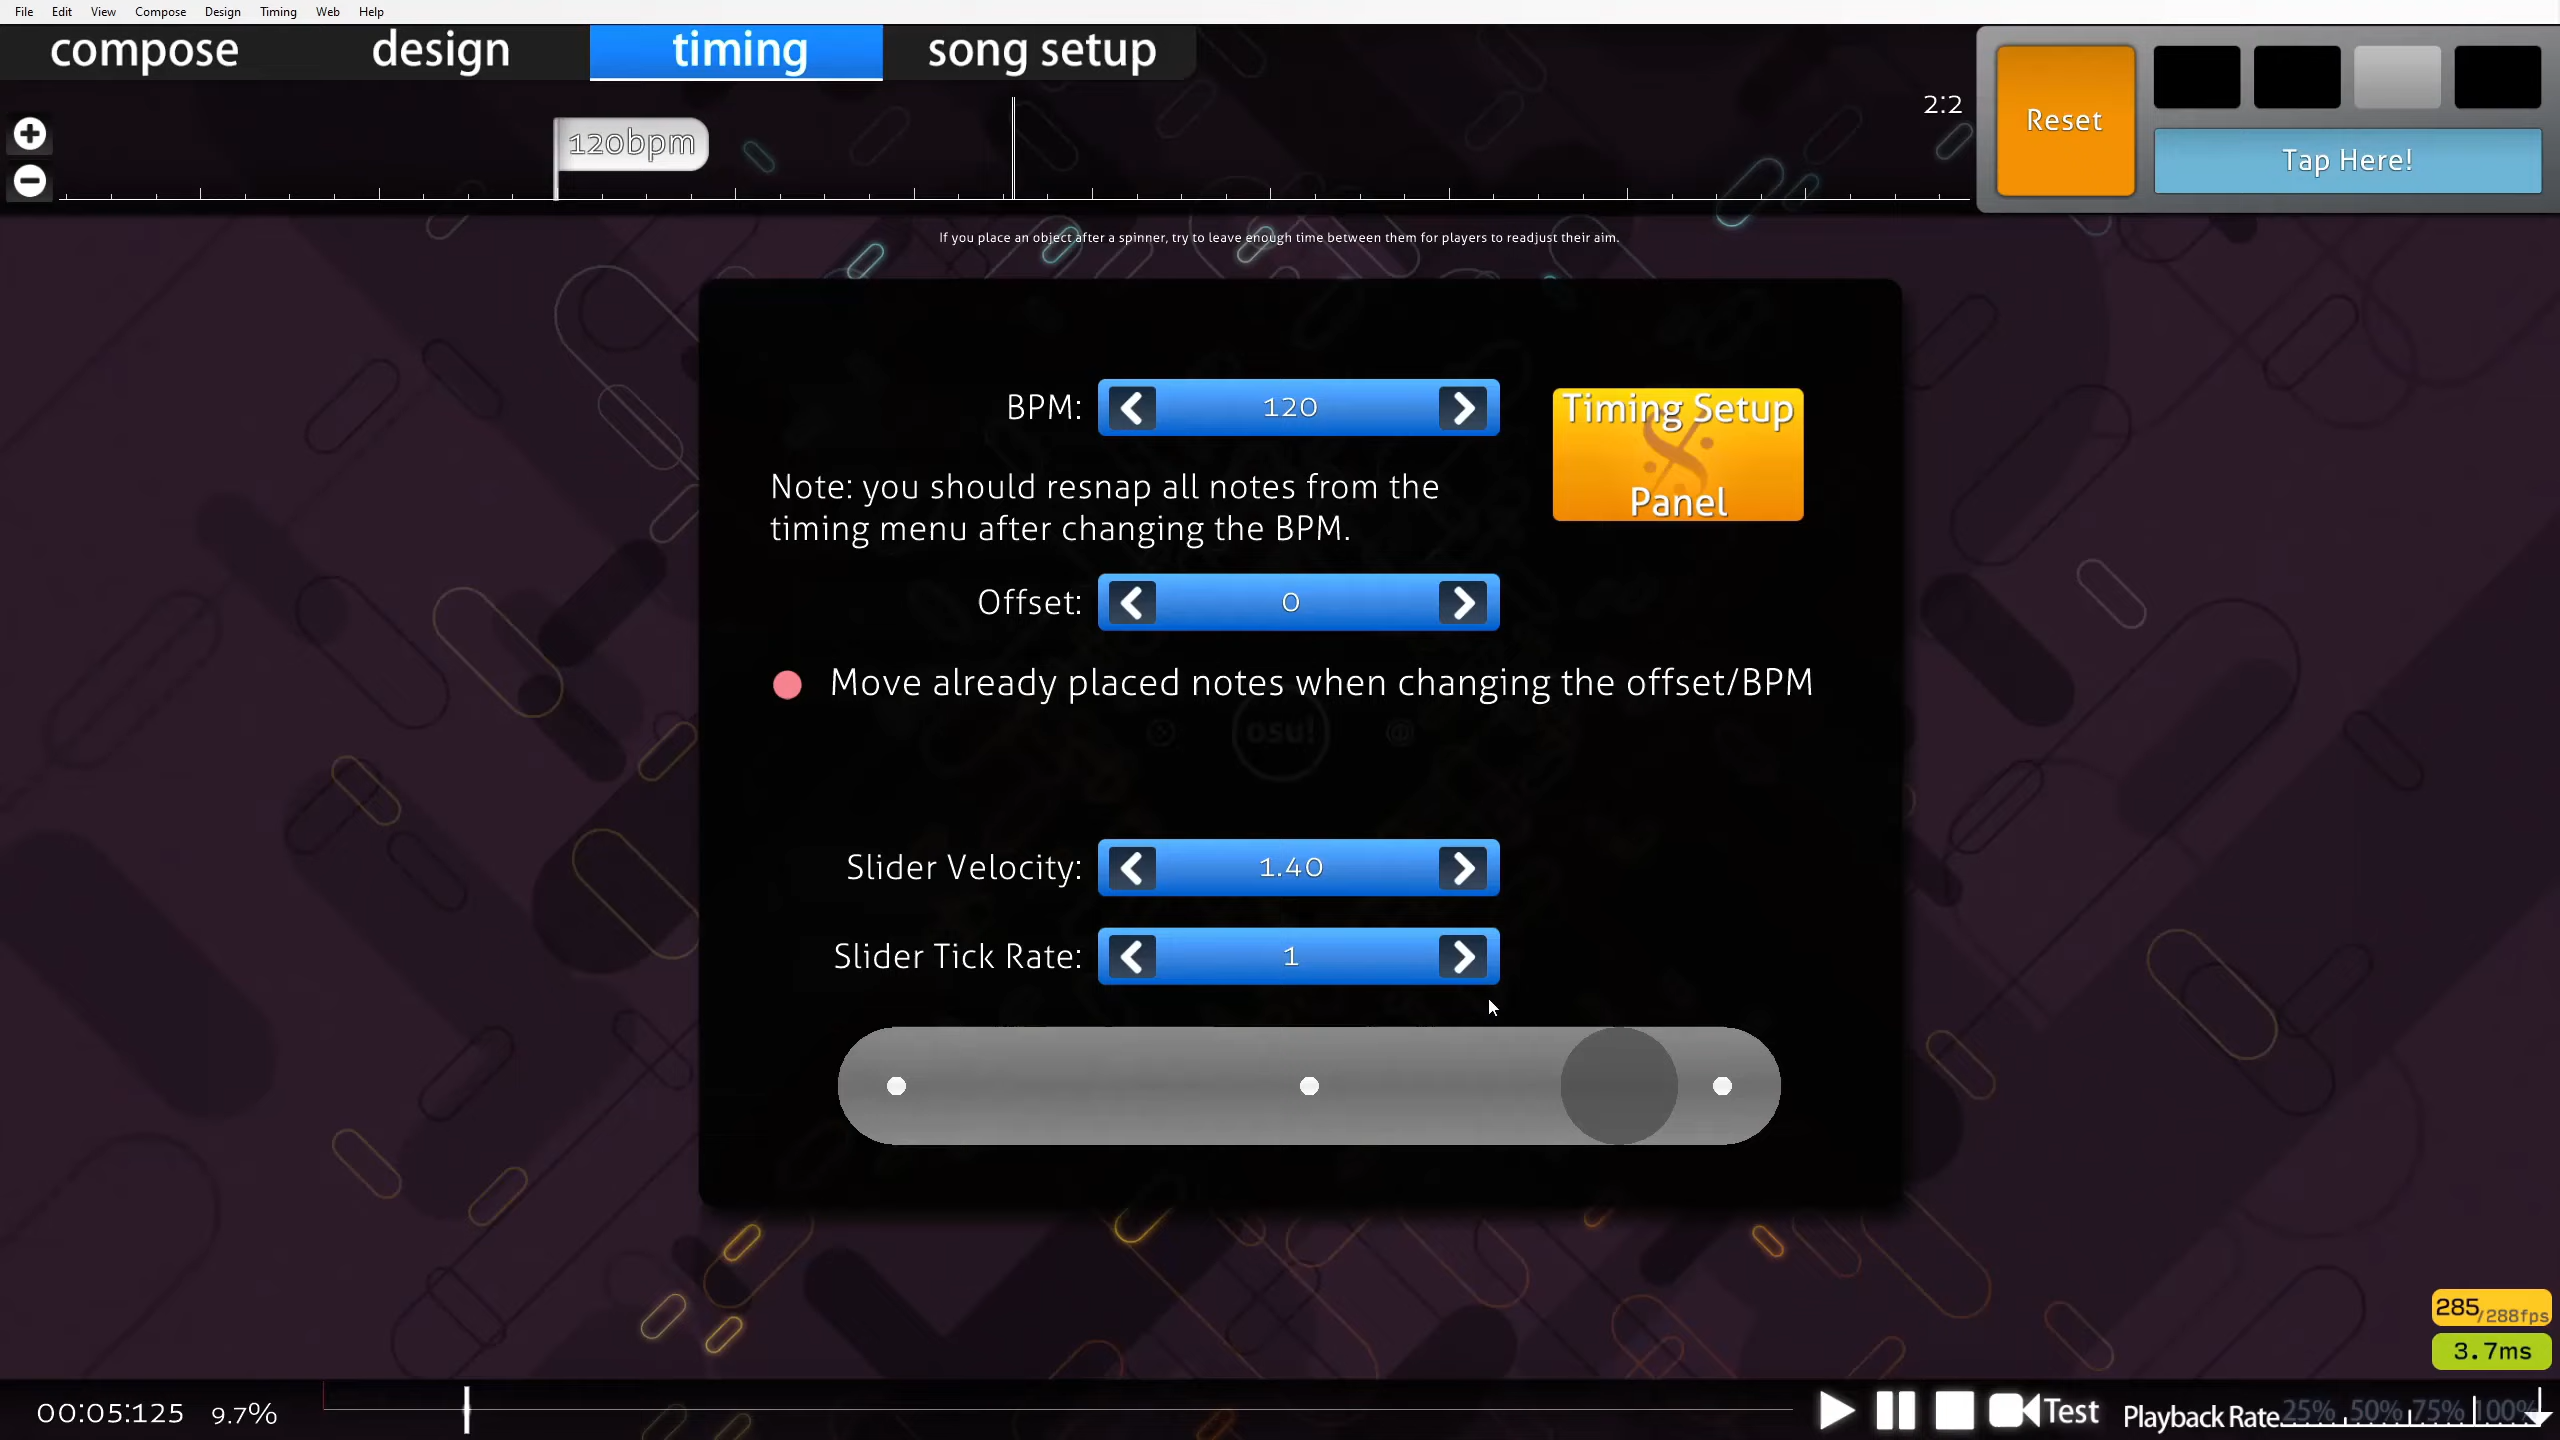 File Edit View Compose Design Timing Web Help
compose design timing song setup
120bpm
2:2
Reset
Tap Here!
If you place an object after a spinner, try to leave enough time between them for players to readjust their aim.
BPM: 120
Timing Setup
Panel
Note: you should resnap all notes from the
timing menu after changing the BPM.
Offset: 0
Move already placed notes when changing the offset/BPM
osu!
Slider Velocity: 1.40
Slider Tick Rate: 1
285/288fps
3.7ms
00:05:125 9.7% Test Playback Rate 25% 50% 75% 100%